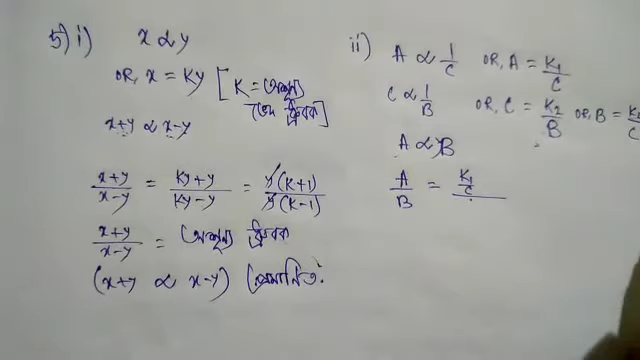 5) i) x ∝ y
OR, x = Ky [K = অশূন্য
ভেদ ধ্রুবক]
x+y ∝ x-y
(x+y)/(x-y) = (Ky+y)/(Ky-y) = y(K+1)/y(K-1)
(x+y)/(x-y) = অশূন্য ধ্রুবক
(x+y ∝ x-y) (প্রমাণিত.
ii) A ∝ 1/C OR, A = K₁/C
C ∝ 1/B OR, C = K₂/B OR, B = K₂/C
A ∝ B
A/B = K₁/C